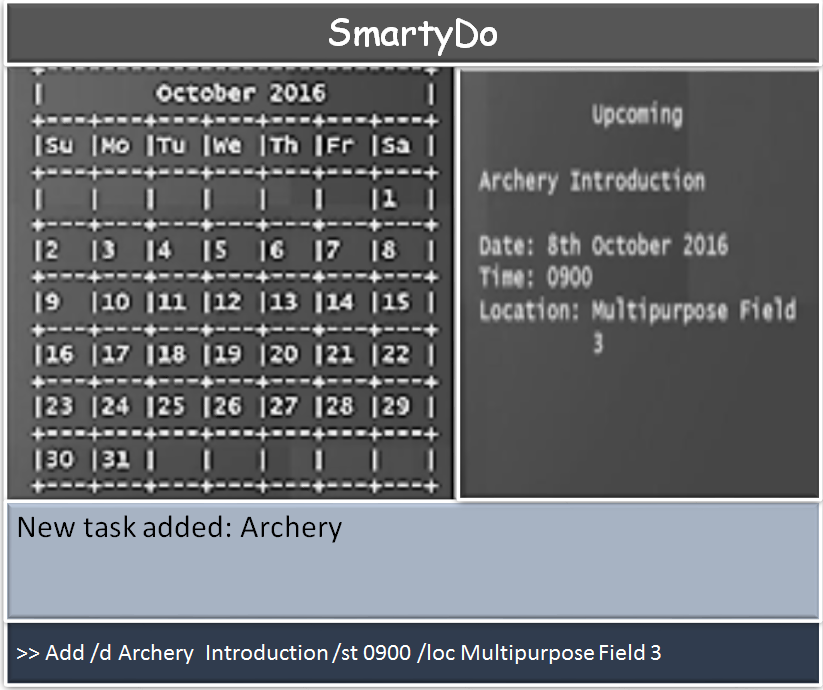 SmartyDo
October 2016
|Su |Mo |Tu |We |Th |Fr |Sa |
| | | | | | |1 |
|2 |3 |4 |5 |6 |7 |8 |
|9 |10 |11 |12 |13 |14 |15 |
|16 |17 |18 |19 |20 |21 |22 |
|23 |24 |25 |26 |27 |28 |29 |
|30 |31 | | | | | |
Upcoming
Archery Introduction
Date: 8th October 2016
Time: 0900
Location: Multipurpose Field
3
New task added: Archery
>> Add /d Archery  Introduction /st 0900 /loc Multipurpose Field 3